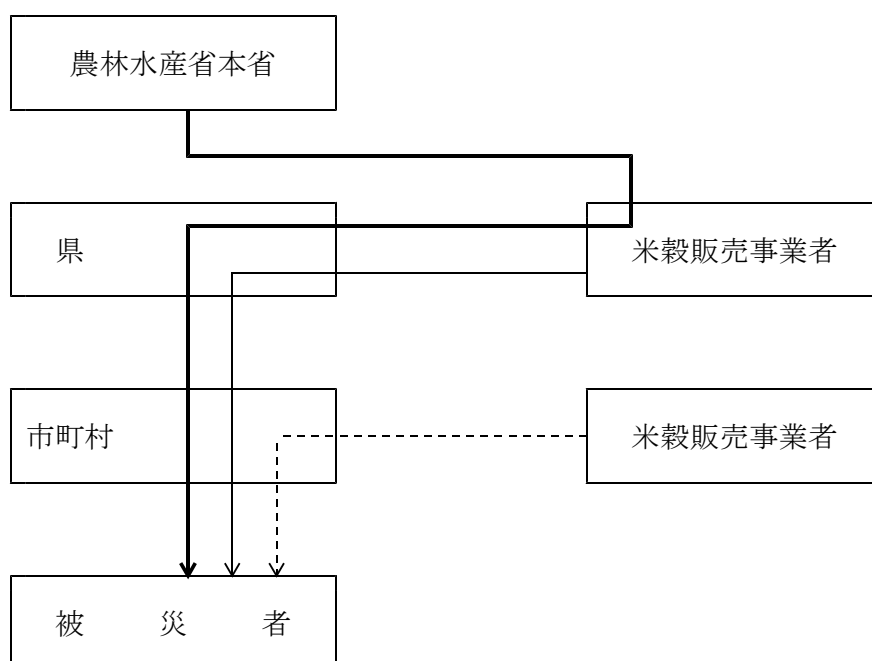 農林水産省本省
県
米穀販売事業者
市町村
米穀販売事業者
被 災 者